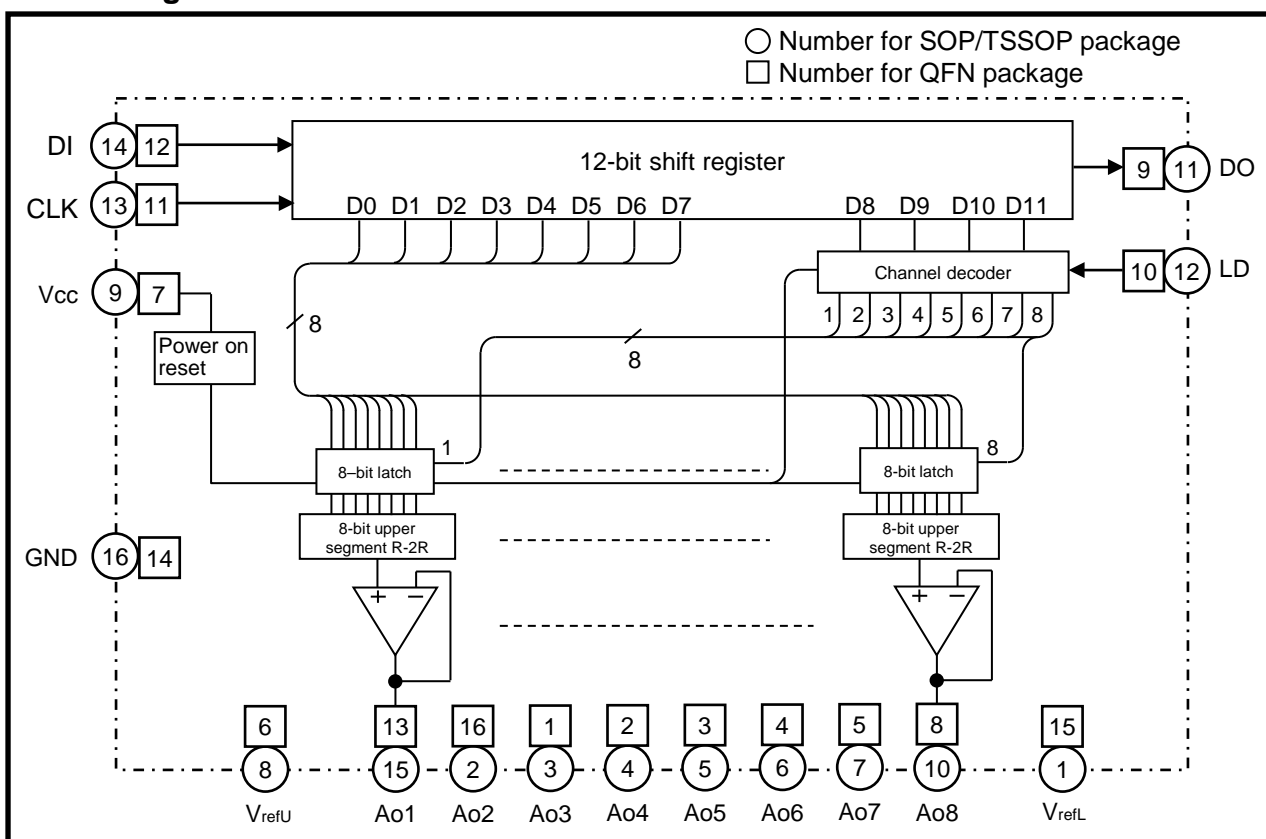 Number for SOP/TSSOP package
Number for QFN package
DI 14 12
12-bit shift register
9 11 DO
CLK 13 11
D0 D1 D2 D3 D4 D5 D6 D7
D8 D9 D10 D11
Vcc 9 7
Channel decoder
10 12 LD
1 2 3 4 5 6 7 8
8
8
Power on
reset
1
8
8–bit latch
8-bit latch
8-bit upper
segment R-2R
8-bit upper
segment R-2R
GND 16 14
+ −
+ −
6 13 16 1 2 3 4 5 8 15
8 15 2 3 4 5 6 7 10 1
VrefU Ao1 Ao2 Ao3 Ao4 Ao5 Ao6 Ao7 Ao8 VrefL